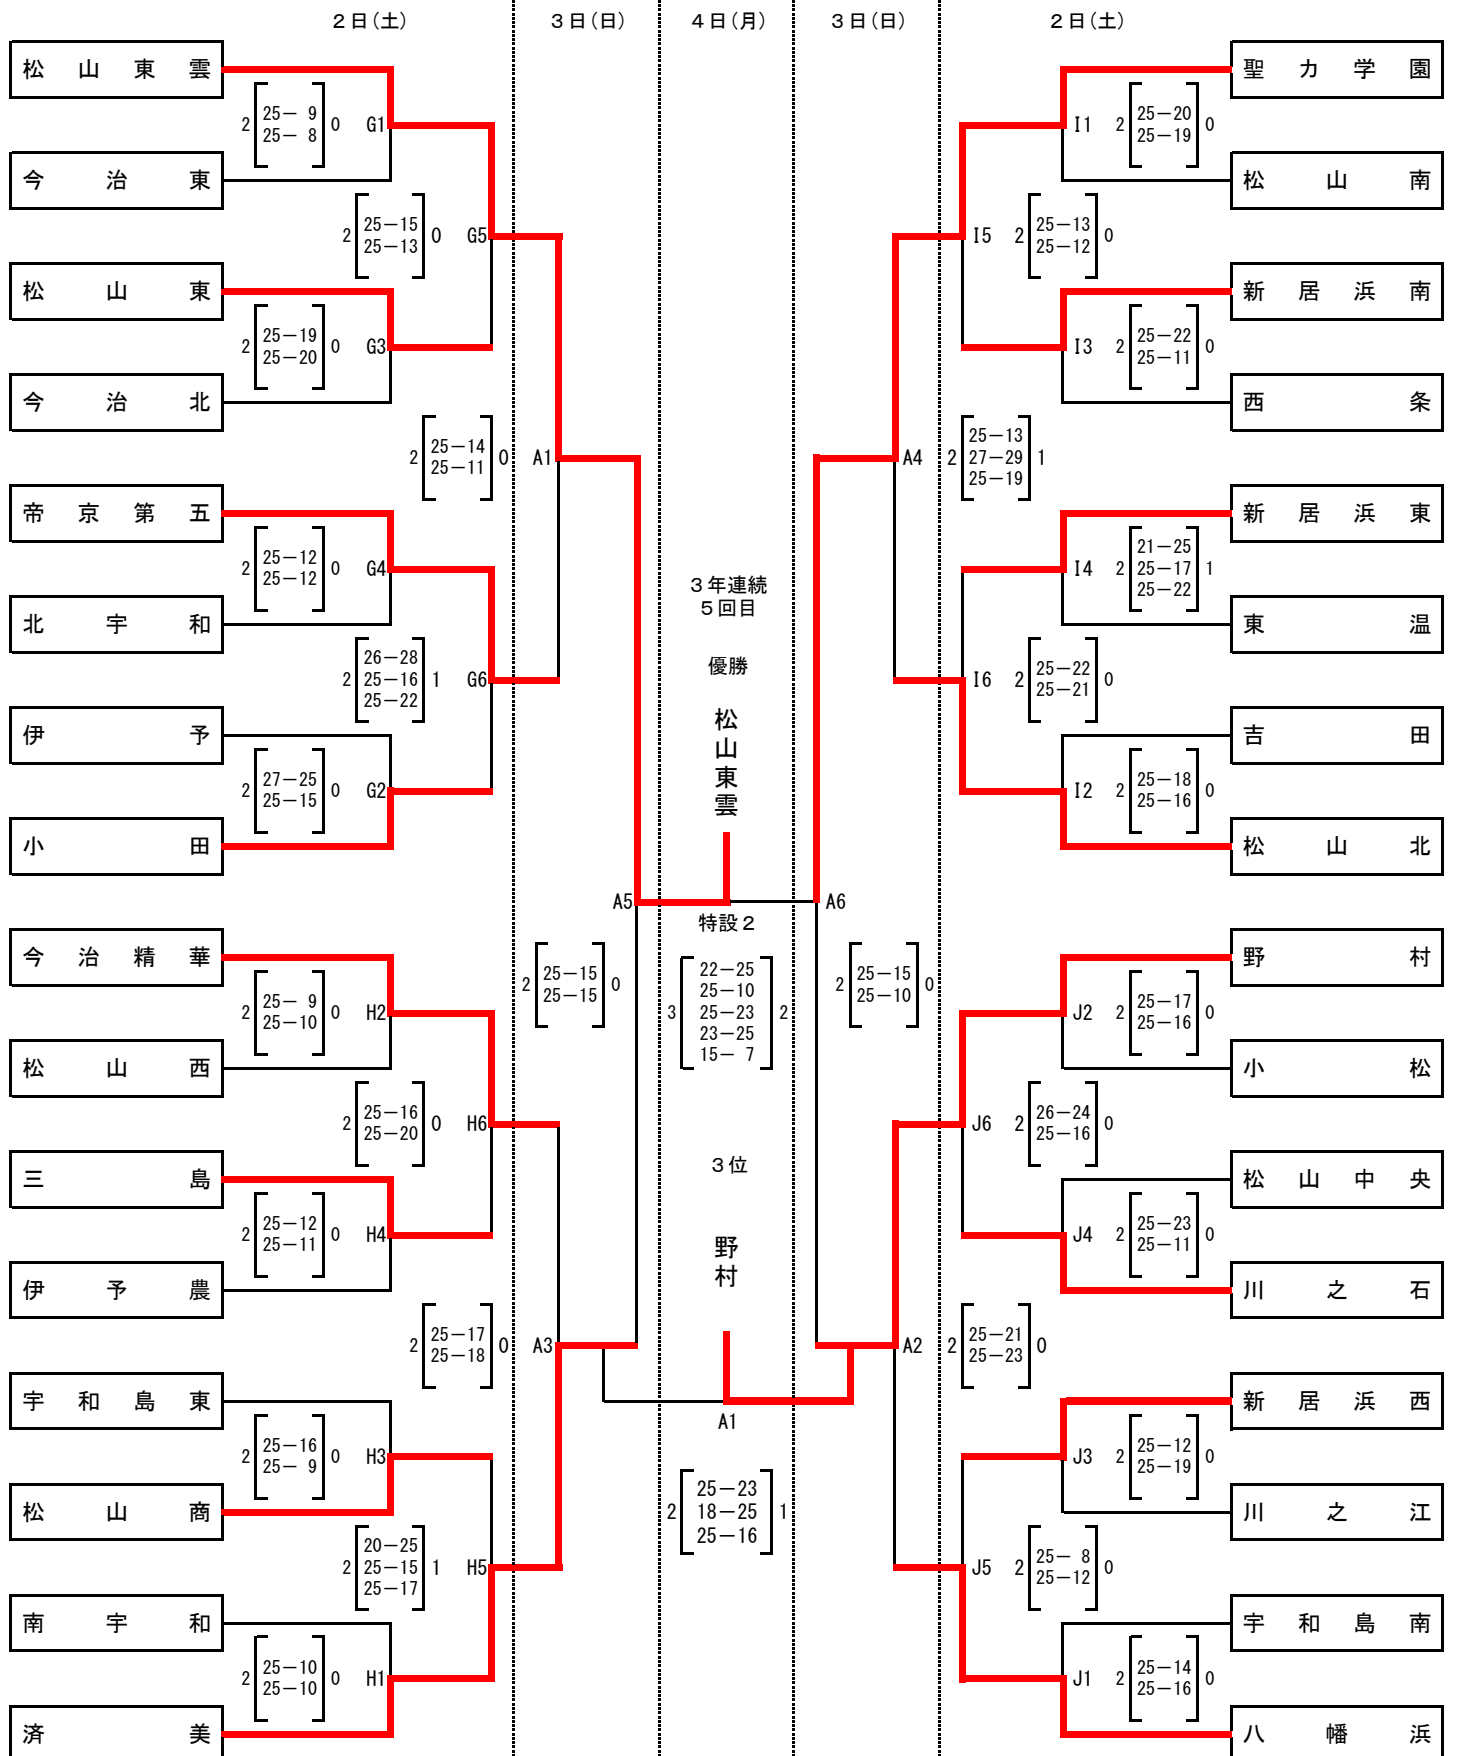 2日(土) 3日(日) 4日(月) 3日(日) 2日(土)
松山東雲
2 25－ 9 0 G1
25－ 8
今治東
2 25－15 0 G5
25－13
松山東
2 25－19 0 G3
25－20
今治北
2 25－14 0 A1
25－11
帝京第五
2 25－12 0 G4
25－12
北宇和
26－28
2 25－16 1 G6
25－22
伊予
2 27－25 0 G2
25－15
小田
A5
2 25－15 0
25－15
今治精華
2 25－ 9 0 H2
25－10
松山西
2 25－16 0 H6
25－20
三島
2 25－12 0 H4
25－11
伊予農
2 25－17 0 A3
25－18
宇和島東
2 25－16 0 H3
25－ 9
松山商
20－25
2 25－15 1 H5
25－17
南宇和
2 25－10 0 H1
25－10
済美
3年連続
5回目
優勝
松山東雲
特設2
22－25
25－10
3 25－23 2
23－25
15－ 7
3位
野村
A1
25－23
2 18－25 1
25－16
聖カ学園
I1 2 25－20 0
25－19
松山南
I5 2 25－13 0
25－12
新居浜南
I3 2 25－22 0
25－11
西条
25－13
A4 2 27－29 1
25－19
新居浜東
21－25
I4 2 25－17 1
25－22
東温
I6 2 25－22 0
25－21
吉田
I2 2 25－18 0
25－16
松山北
A6
2 25－15 0
25－10
野村
J2 2 25－17 0
25－16
小松
J6 2 26－24 0
25－16
松山中央
J4 2 25－23 0
25－11
川之石
A2 2 25－21 0
25－23
新居浜西
J3 2 25－12 0
25－19
川之江
J5 2 25－ 8 0
25－12
宇和島南
J1 2 25－14 0
25－16
八幡浜